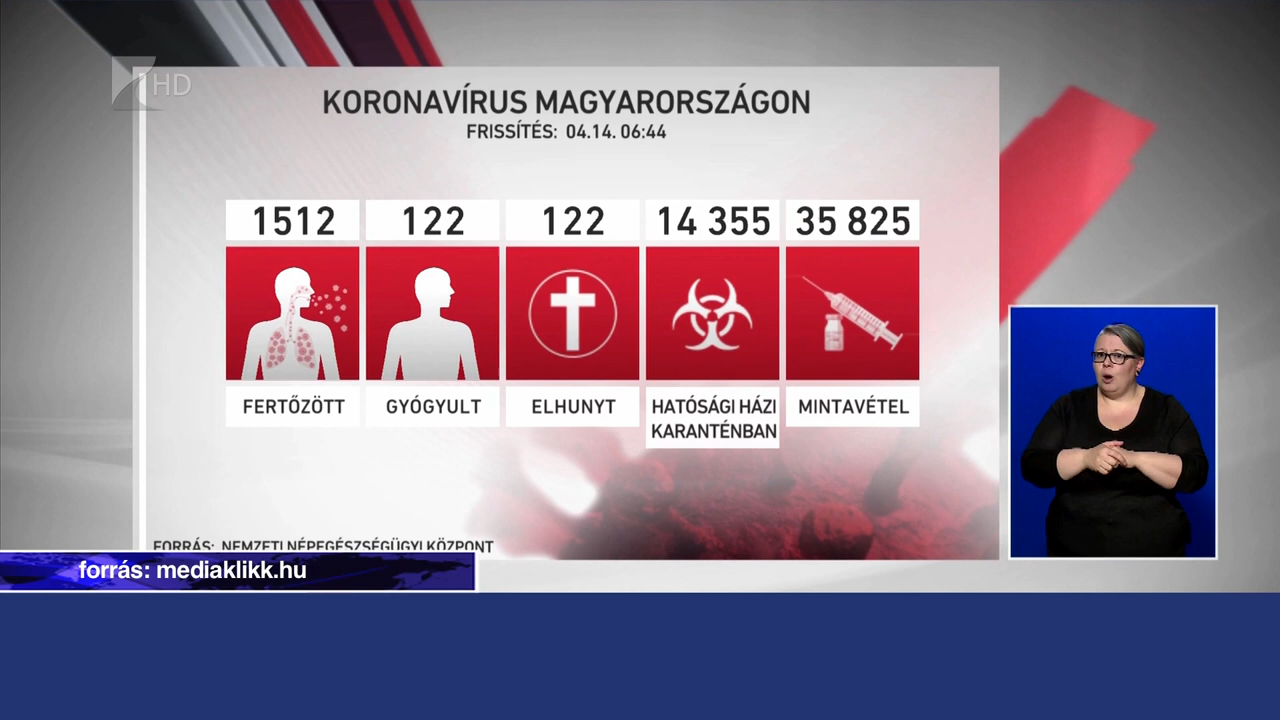 HD
KORONAVÍRUS MAGYARORSZÁGON
FRISSÍTÉS: 04.14. 06:44
1512
122
122
14 355
35 825
FERTŐZÖTT
GYÓGYULT
ELHUNYT
HATÓSÁGI HÁZI
KARANTÉNBAN
MINTAVÉTEL
FORRÁS: NEMZETI NÉPEGÉSZSÉGÜGYI KÖZPONT
forrás: mediaklikk.hu